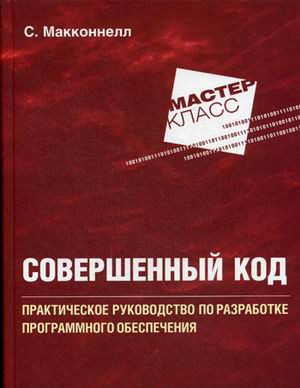 С. Макконнелл
МАСТЕР
КЛАСС
СОВЕРШЕННЫЙ КОД
ПРАКТИЧЕСКОЕ РУКОВОДСТВО ПО РАЗРАБОТКЕ
ПРОГРАММНОГО ОБЕСПЕЧЕНИЯ